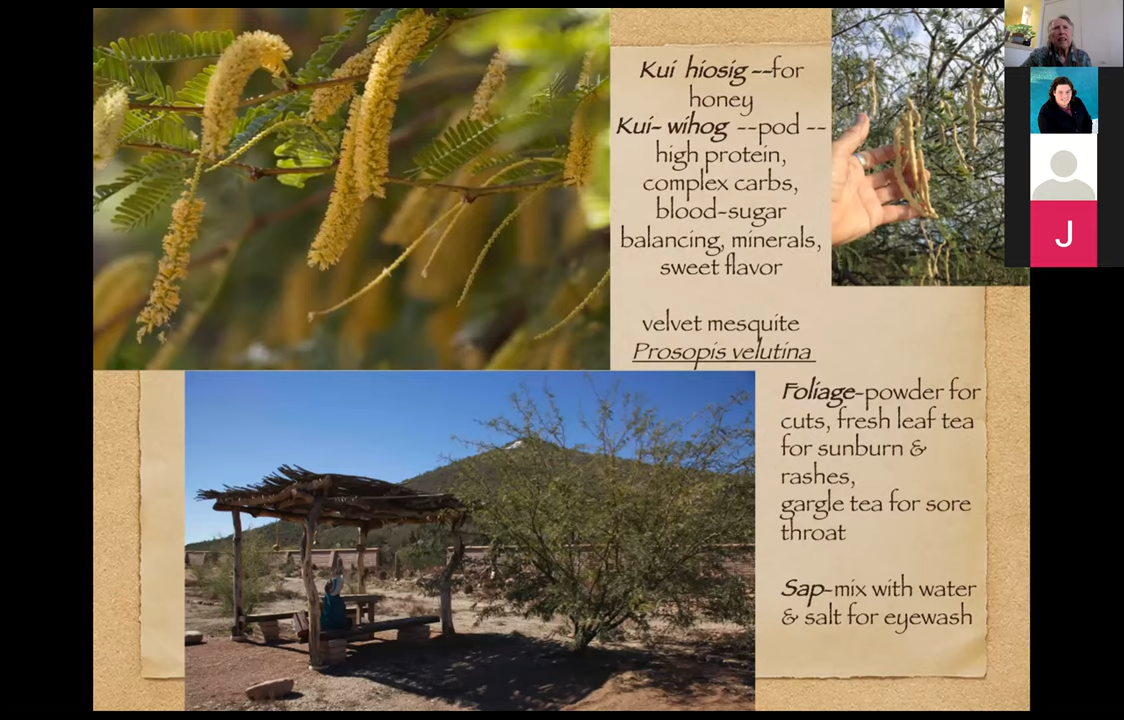 Kui hiosig --for
honey
Kui- wihog --pod --
high protein,
complex carbs,
blood-sugar
balancing, minerals,
sweet flavor
velvet mesquite
Prosopis velutina
Foliage-powder for
cuts, fresh leaf tea
for sunburn &
rashes,
gargle tea for sore
throat
Sap-mix with water
& salt for eyewash
J